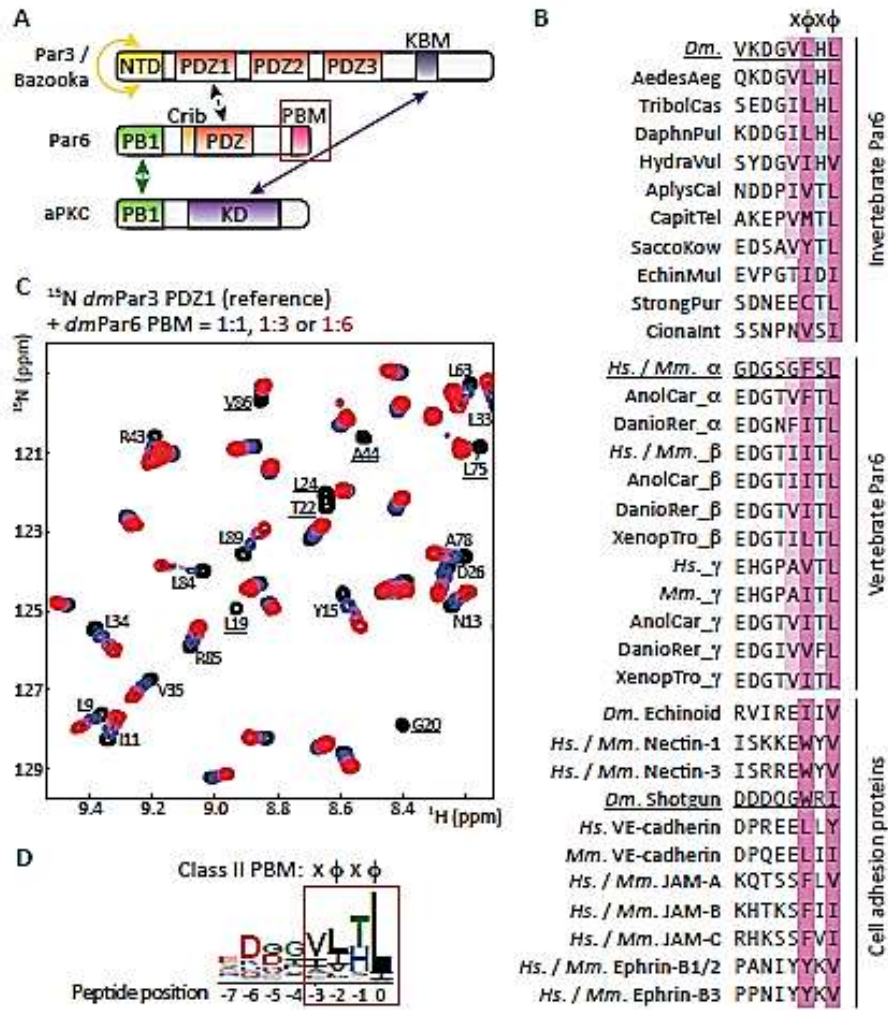 A
Par3 / Bazooka
NTD PDZ1 PDZ2 PDZ3 KBM
Par6
PB1 Crib PDZ PBM
aPKC
PB1 KD
B
XϕXϕ
Dm. VKDGVLHL
AedesAeg QKDGVLHL
TribolCas SEDGILHL
DaphnPul KDDGILHL
HydraVul SYDGVIHV
AplysCal NDDPIVTL
CapitTel AKEPVMTL
SaccoKow EDSAVYTL
EchinMul EVPGTIDI
StrongPur SDNEECTL
CionaInt SSNPNVSI
Invertebrate Par6
Hs. / Mm. α GDGSGFSL
AnolCar_α EDGTVFTL
DanioRer_α EDGNFITL
Hs. / Mm._β EDGTIITL
AnolCar_β EDGTIITL
DanioRer_β EDGTVITL
XenopTro_β EDGTILTL
Hs._γ EHGPAVTL
Mm._γ EHGPAITL
AnolCar_γ EDGTVITL
DanioRer_γ EDGIVVFL
XenopTro_γ EDGTVITL
Vertebrate Par6
Dm. Echinoid RVIREIIV
Hs. / Mm. Nectin-1 ISKKEWYV
Hs. / Mm. Nectin-3 ISRREWYV
Dm. Shotgun DDDQGWRI
Hs. VE-cadherin DPREELLY
Mm. VE-cadherin DPQEELII
Hs. / Mm. JAM-A KQTSSFLV
Hs. / Mm. JAM-B KHTKSFII
Hs. / Mm. JAM-C RHKSSFVI
Hs. / Mm. Ephrin-B1/2 PANIYYKV
Hs. / Mm. Ephrin-B3 PPNIYYKV
Cell adhesion proteins
C
¹⁵N dmPar3 PDZ1 (reference)
+ dmPar6 PBM = 1:1, 1:3 or 1:6
¹⁵N (ppm)
121
123
125
127
129
L63
V86
L33
R43
A44
L75
L24
T22
L89
A78
L84
D26
L19
Y15
N13
L34
R85
V35
L9
I11
G20
9.4 9.2 9.0 8.8 8.6 8.4
¹H (ppm)
D
Class II PBM: x ϕ x ϕ
Peptide position -7 -6 -5 -4 -3 -2 -1 0